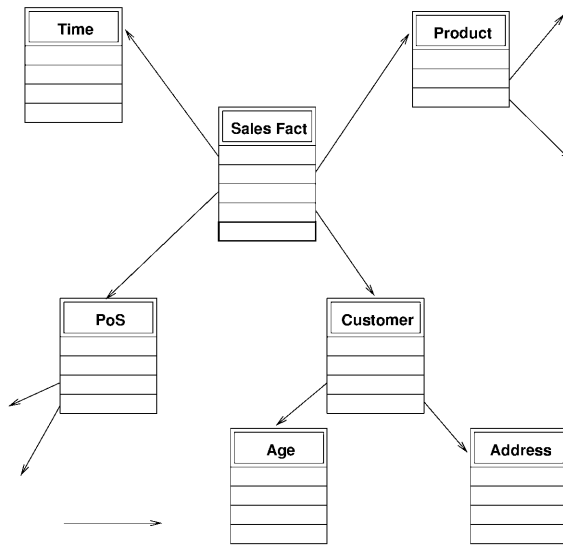 Time
Product
Sales Fact
PoS
Customer
Age
Address